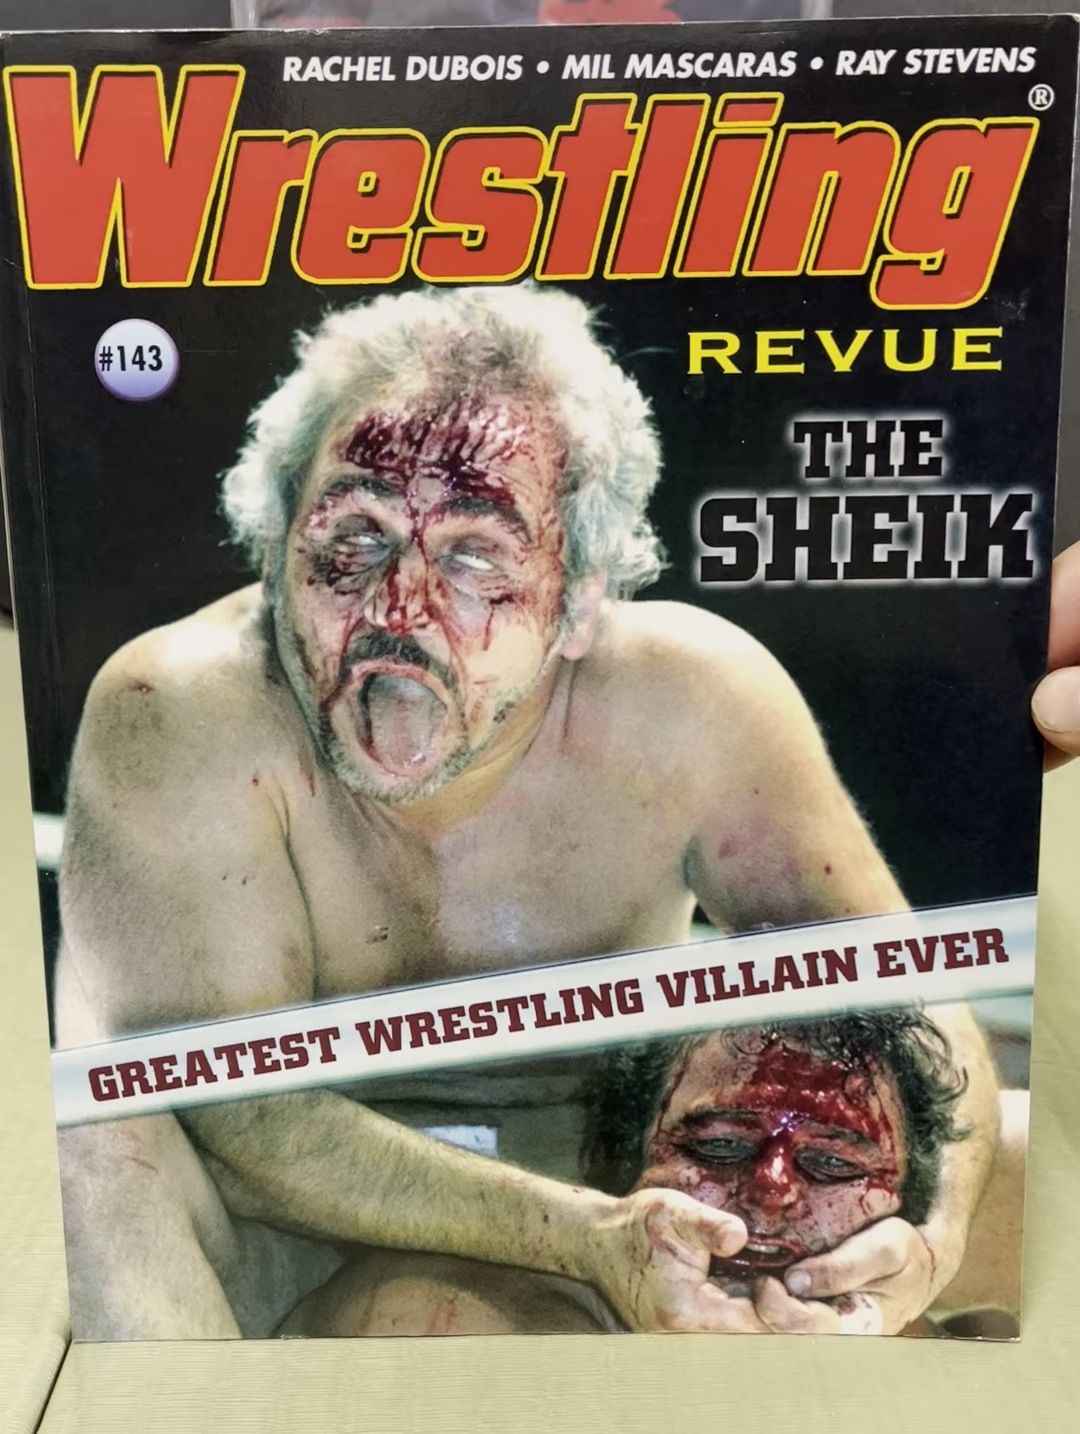 RACHEL DUBOIS • MIL MASCARAS • RAY STEVENS
Wrestling®
REVUE
#143
THE
SHEIK
GREATEST WRESTLING VILLAIN EVER